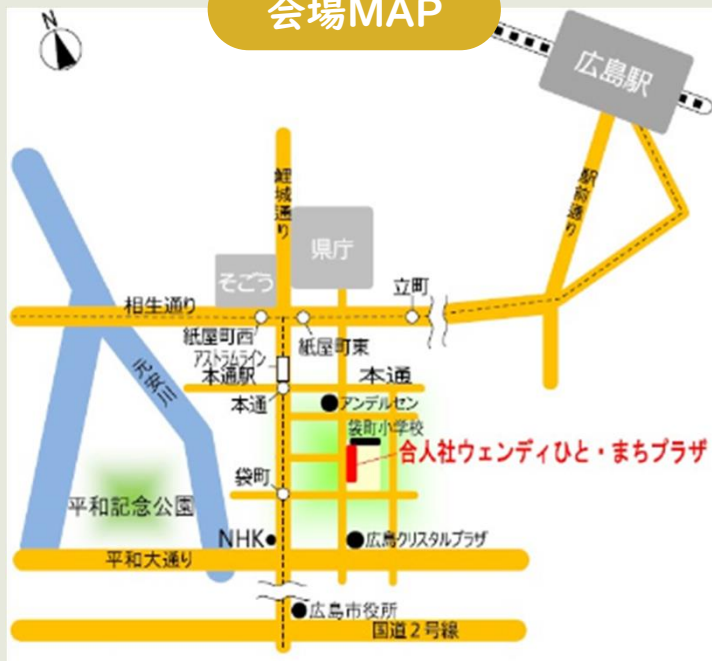 会場MAP
N
広島駅
鯉城通り
駅前通り
県庁
そごう
立町
相生通り
紙屋町西
紙屋町東
アストラムライン
本通駅
本通
本通
元安川
アンデルセン
袋町小学校
合人社ウェンディひと・まちプラザ
袋町
平和記念公園
NHK
広島クリスタルプラザ
平和大通り
広島市役所
国道2号線